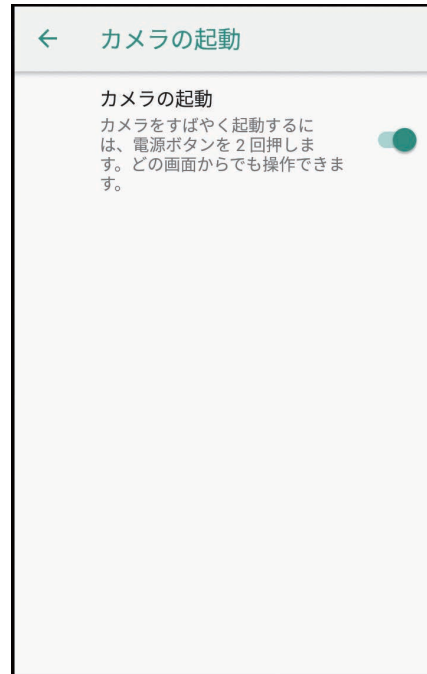 カメラの起動
カメラの起動
カメラをすばやく起動するに
は、電源ボタンを2回押しま
す。どの画面からでも操作できま
す。